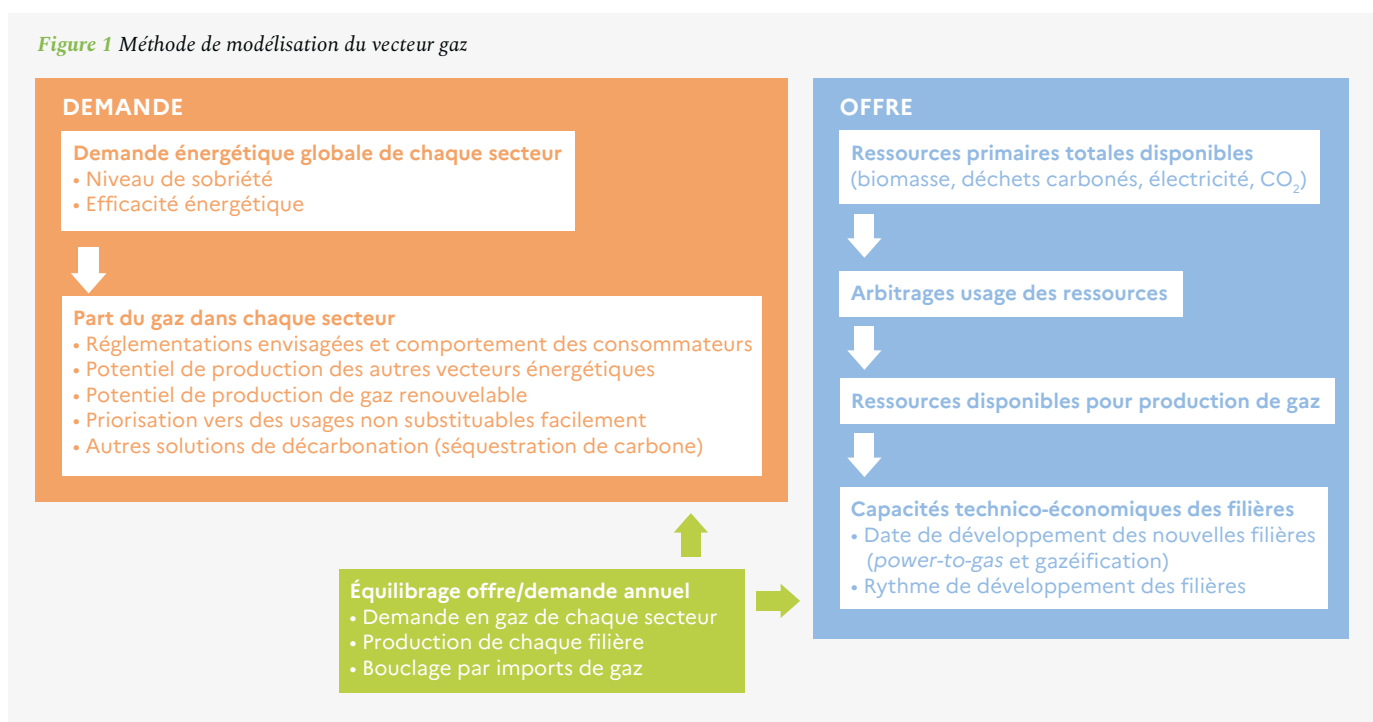 Figure 1 Méthode de modélisation du vecteur gaz
DEMANDE
Demande énergétique globale de chaque secteur
• Niveau de sobriété
• Efficacité énergétique
Part du gaz dans chaque secteur
• Réglementations envisagées et comportement des consommateurs
• Potentiel de production des autres vecteurs énergétiques
• Potentiel de production de gaz renouvelable
• Priorisation vers des usages non substituables facilement
• Autres solutions de décarbonation (séquestration de carbone)
OFFRE
Ressources primaires totales disponibles
(biomasse, déchets carbonés, électricité, CO₂)
Arbitrages usage des ressources
Ressources disponibles pour production de gaz
Capacités technico-économiques des filières
• Date de développement des nouvelles filières
(power-to-gas et gazéification)
• Rythme de développement des filières
Équilibrage offre/demande annuel
• Demande en gaz de chaque secteur
• Production de chaque filière
• Bouclage par imports de gaz